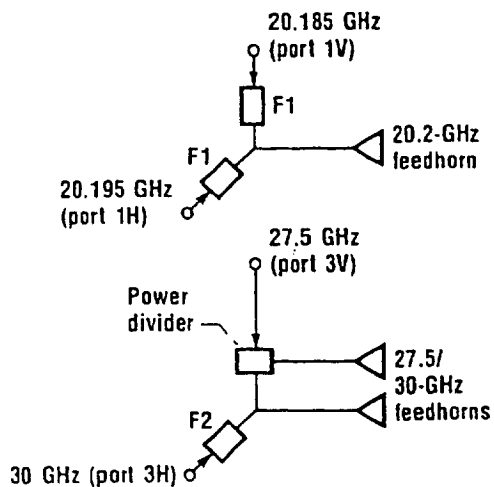 20.185 GHz
(port 1V)
F1
F1
20.2-GHz
feedhorn
20.195 GHz
(port 1H)
27.5 GHz
(port 3V)
Power
divider
27.5/
30-GHz
feedhorns
F2
30 GHz (port 3H)